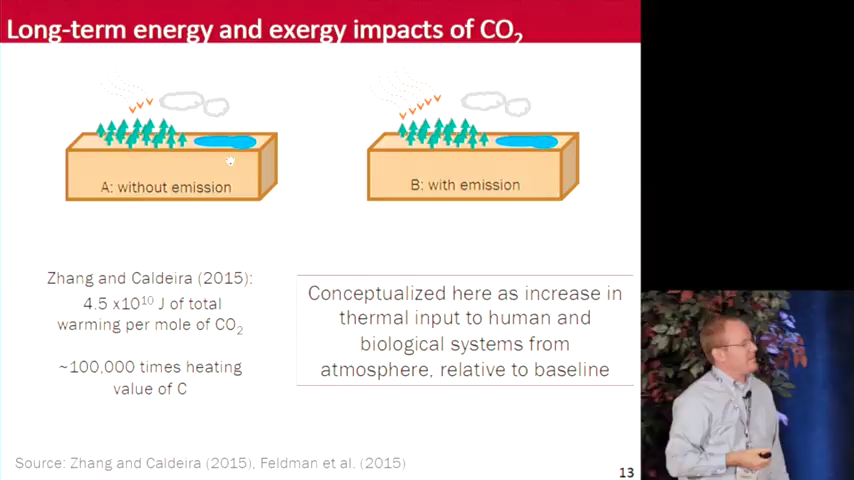 Long-term energy and exergy impacts of CO₂
A: without emission
B: with emission
Zhang and Caldeira (2015):
4.5 x10¹⁰ J of total
warming per mole of CO₂
~100,000 times heating
value of C
Conceptualized here as increase in
thermal input to human and
biological systems from
atmosphere, relative to baseline
Source: Zhang and Caldeira (2015), Feldman et al. (2015)
13